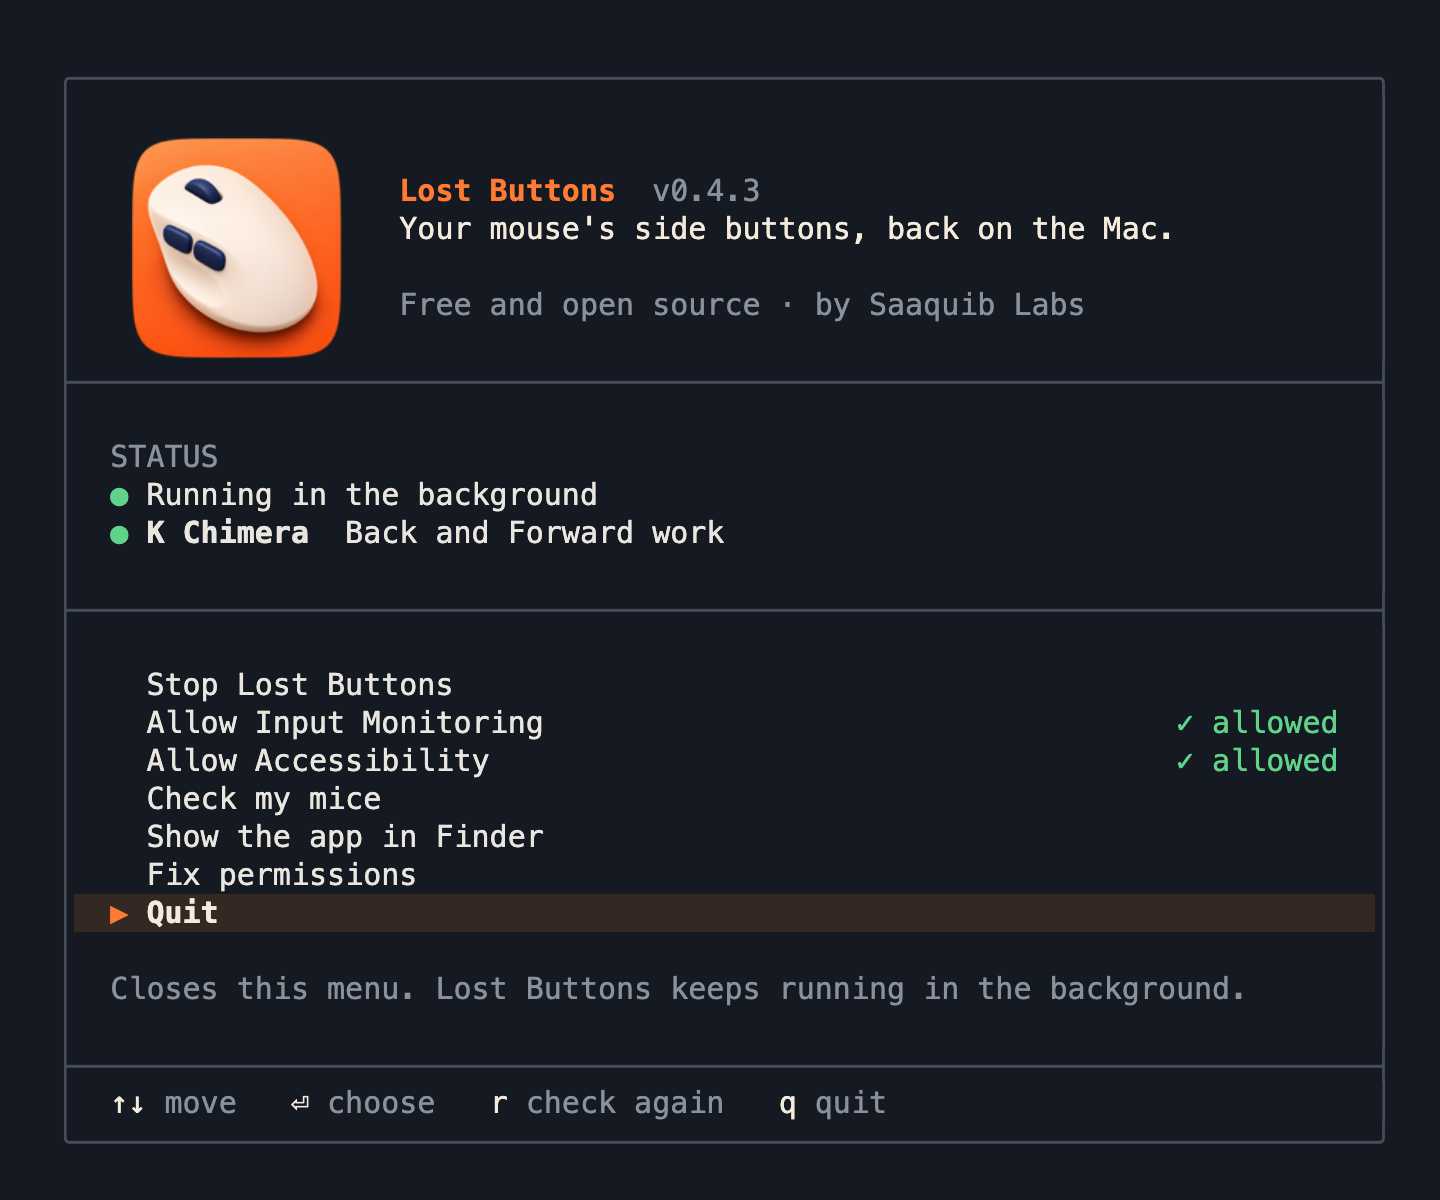 Lost Buttons v0.4.3
Your mouse's side buttons, back on the Mac.
Free and open source · by Saaquib Labs
STATUS
● Running in the background
● K Chimera Back and Forward work
Stop Lost Buttons
Allow Input Monitoring ✓ allowed
Allow Accessibility ✓ allowed
Check my mice
Show the app in Finder
Fix permissions
▶ Quit
Closes this menu. Lost Buttons keeps running in the background.
↑↓ move ⏎ choose r check again q quit